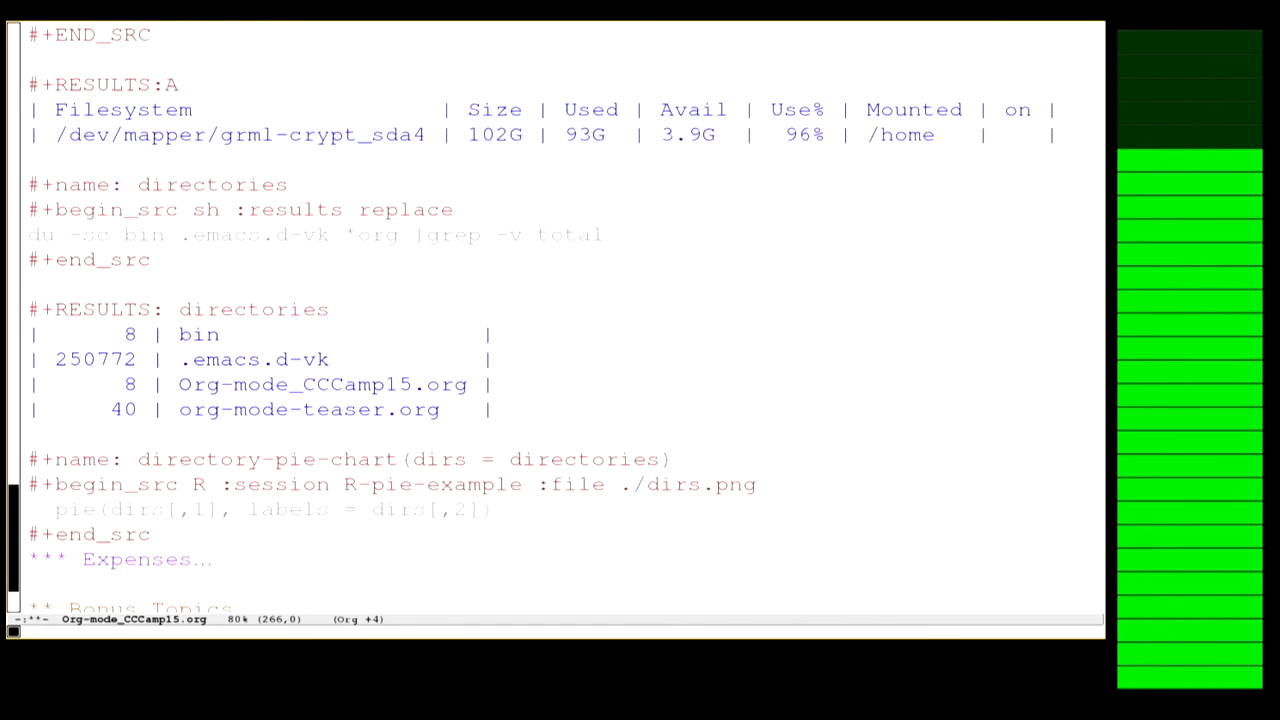 #+END_SRC
#+RESULTS:A
| Filesystem | Size | Used | Avail | Use% | Mounted | on |
| /dev/mapper/grml-crypt_sda4 | 102G | 93G | 3.9G | 96% | /home | |
#+name: directories
#+begin_src sh :results replace
du -sc bin .emacs.d-vk *org |grep -v total
#+end_src
#+RESULTS: directories
| 8 | bin |
| 250772 | .emacs.d-vk |
| 8 | Org-mode_CCCamp15.org |
| 40 | org-mode-teaser.org |
#+name: directory-pie-chart(dirs = directories)
#+begin_src R :session R-pie-example :file ./dirs.png
pie(dirs[,1], labels = dirs[,2])
#+end_src
*** Expenses...
** Bonus Topics
-:**- Org-mode_CCCamp15.org 80% (266,0) (Org +4)